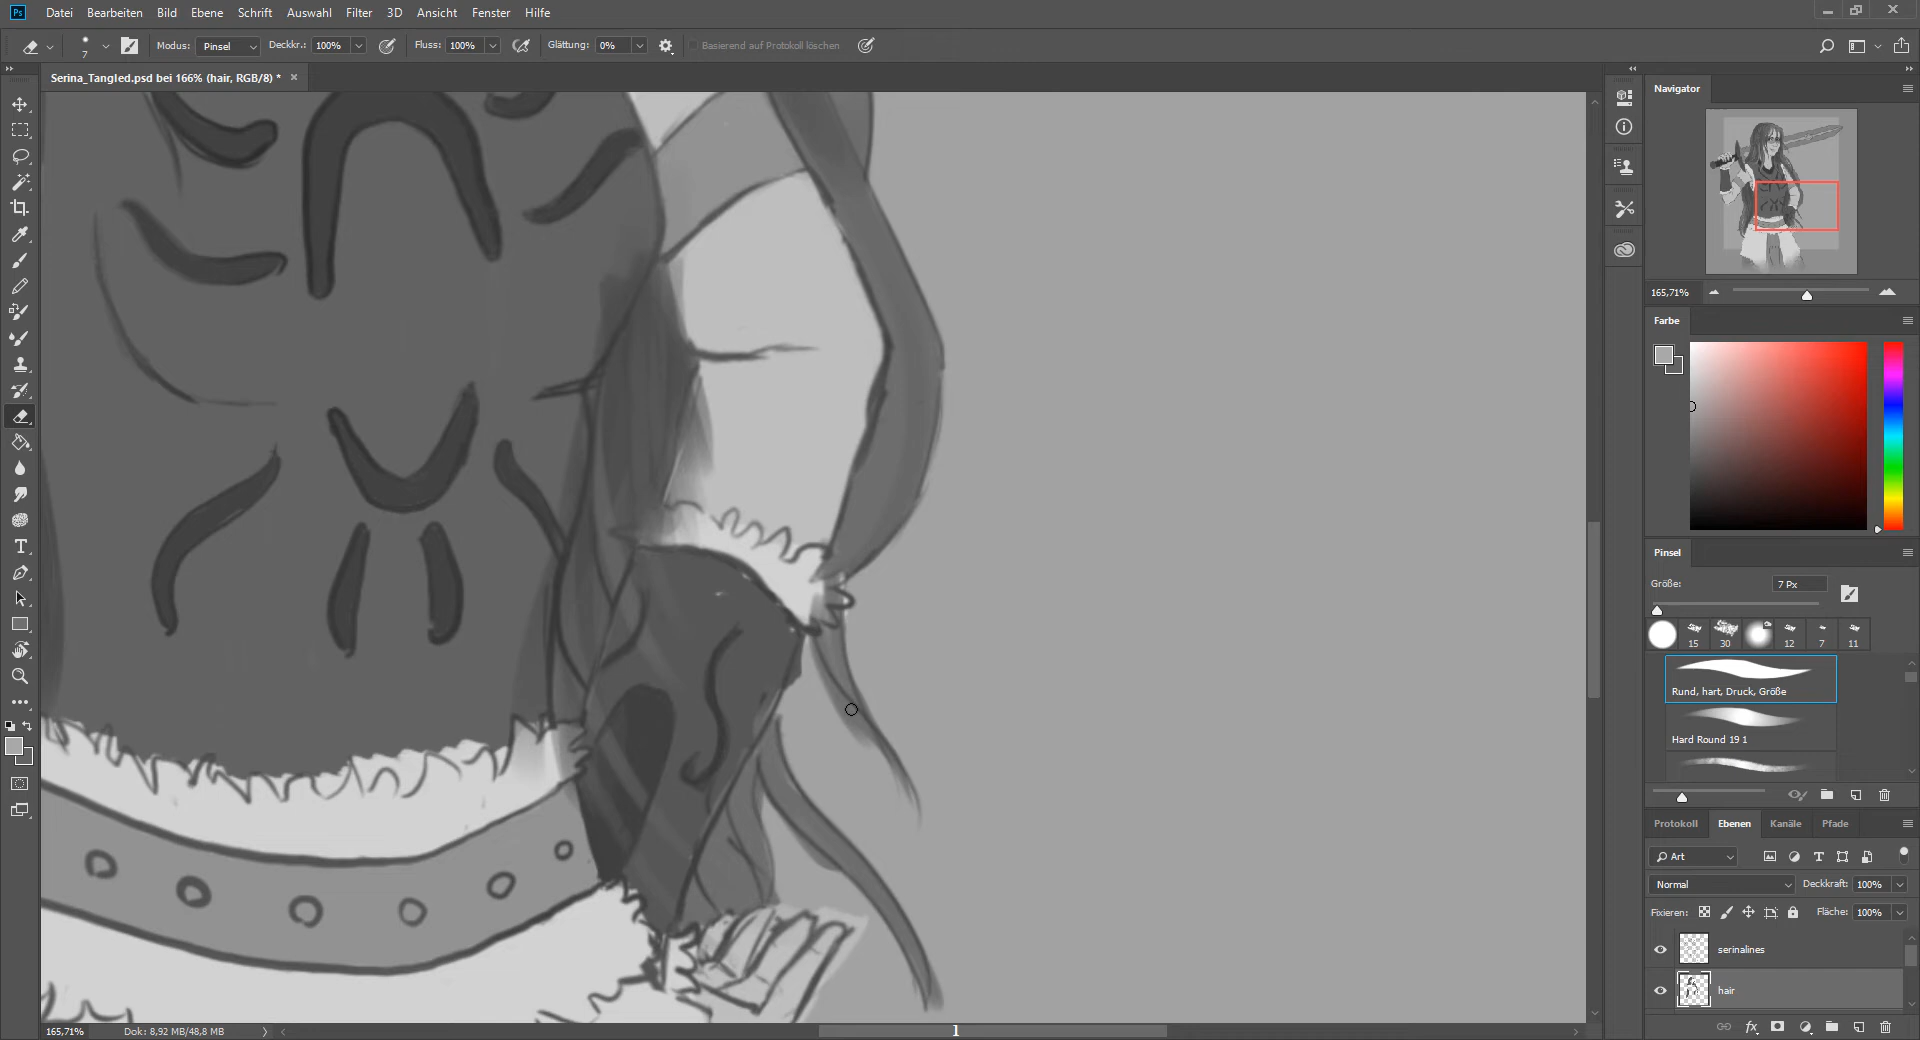 Ps Datei Bearbeiten Bild Ebene Schrift Auswahl Filter 3D Ansicht Fenster Hilfe
7 Modus: Pinsel Deckkr.: 100% Fluss: 100% Glättung: 0% Basierend auf Protokoll löschen
Serina_Tangled.psd bei 166% (hair, RGB/8) * ×
Navigator
165,71%
Farbe
Pinsel
Größe: 7 Px
15 30 12 7 11
Rund, hart, Druck, Größe
Hard Round 19 1
Protokoll Ebenen Kanäle Pfade
Art
Normal Deckkraft: 100%
Fixieren: Fläche: 100%
serinalines
hair
fx
165,71% Dok: 8,92 MB/48,8 MB